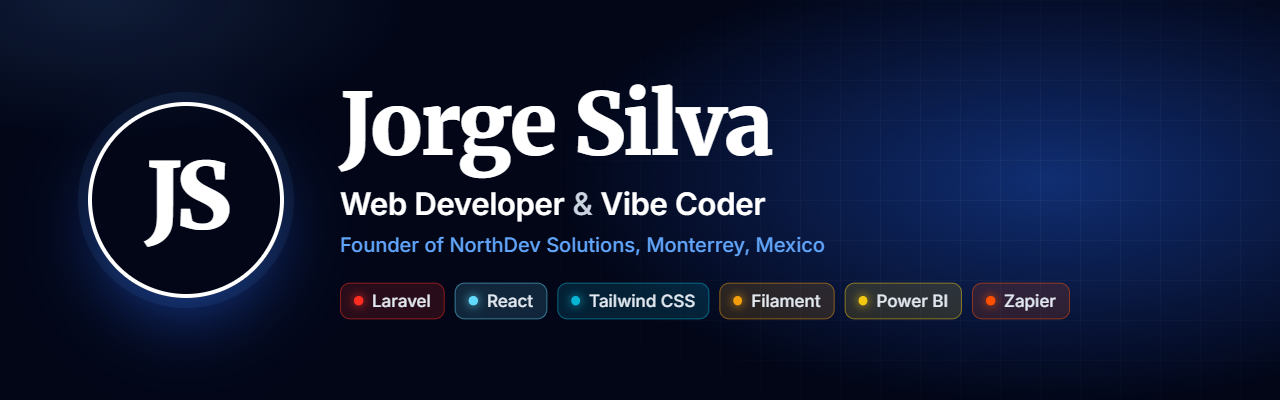 JS
Jorge Silva
Web Developer & Vibe Coder
Founder of NorthDev Solutions, Monterrey, Mexico
Laravel React Tailwind CSS Filament Power BI Zapier